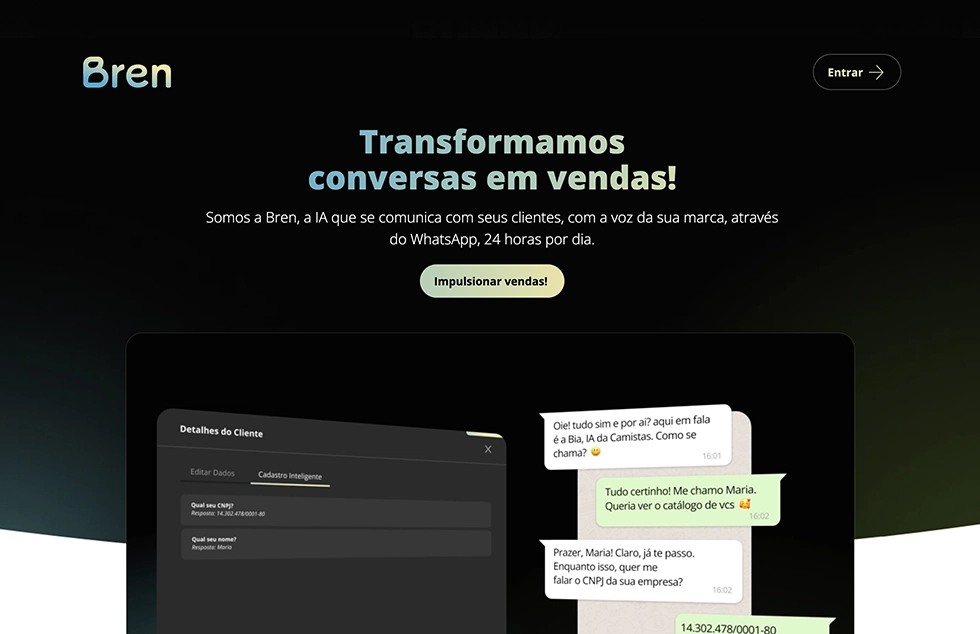 Bren
Entrar
Transformamos
conversas em vendas!
Somos a Bren, a IA que se comunica com seus clientes, com a voz da sua marca, através
do WhatsApp, 24 horas por dia.
Impulsionar vendas!
Detalhes do Cliente
X
Editar Dados
Cadastro Inteligente
Qual seu CNPJ?
Resposta: 14.302.478/0001-80
Qual seu nome?
Resposta: Maria
Oie! tudo sim e por ai? aqui em fala
é a Bia, IA da Camistas. Como se
chama? 😃
16:01
Tudo certinho! Me chamo Maria.
Queria ver o catálogo de vcs 🥰
16:02
Prazer, Maria! Claro, já te passo.
Enquanto isso, quer me
falar o CNPJ da sua empresa?
16:02
14.302.478/0001-80